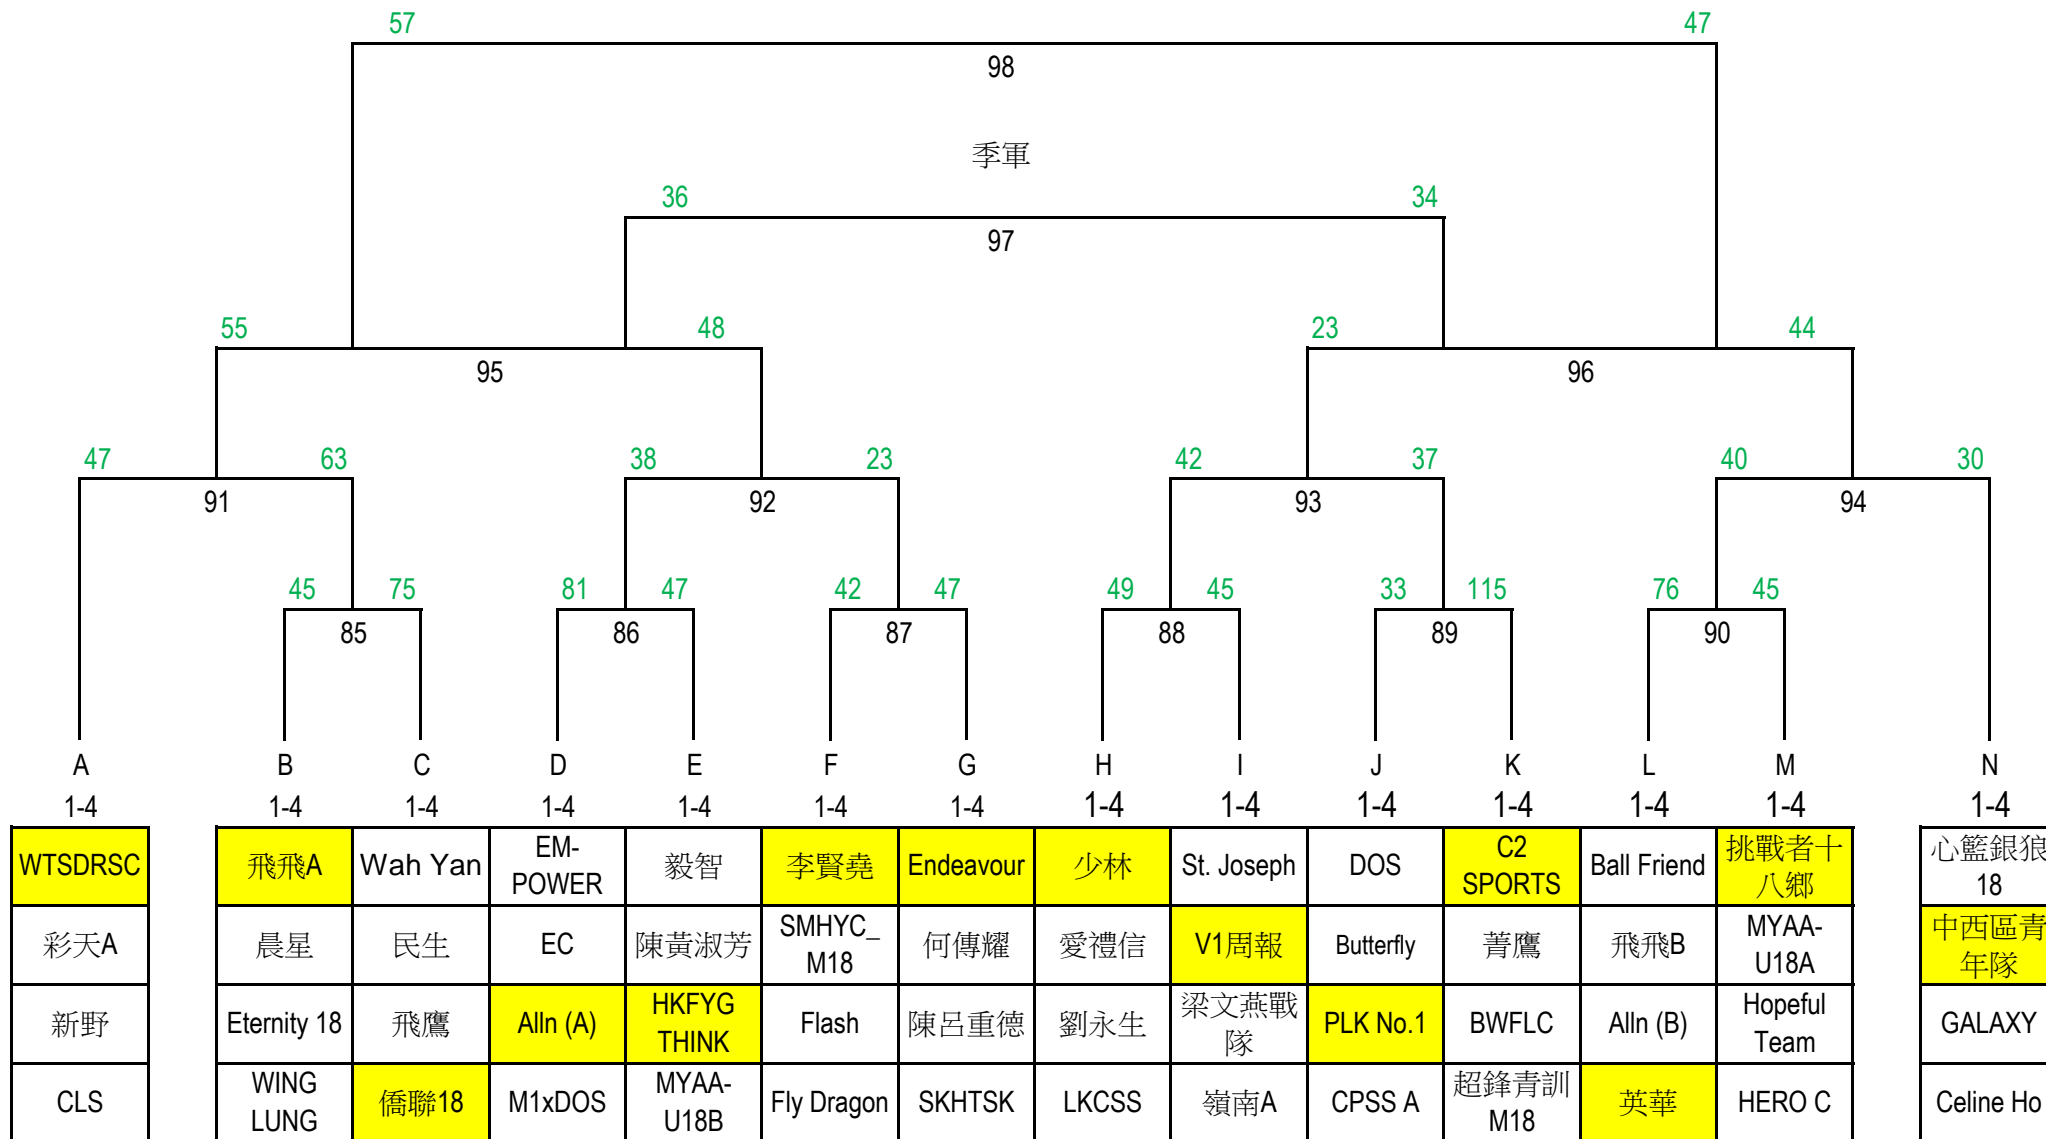 57 47
98
季軍
36 34
97
55 48 23 44
95 96
47 63 38 23 42 37 40 30
91 92 93 94
45 75 81 47 42 47 49 45 33 115 76 45
85 86 87 88 89 90
A B C D E F G H I J K L M N
1-4 1-4 1-4 1-4 1-4 1-4 1-4 1-4 1-4 1-4 1-4 1-4 1-4 1-4
WTSDRSC 飛飛A Wah Yan EM- 毅智 李賢堯 Endeavour 少林 St. Joseph DOS C2 Ball Friend 挑戰者十 心籃銀狼
POWER SPORTS 八鄉 18
彩天A 晨星 民生 EC 陳黃淑芳 SMHYC_ 何傳耀 愛禮信 V1周報 Butterfly 菁鷹 飛飛B MYAA- 中西區青
M18 U18A 年隊
新野 Eternity 18 飛鷹 AlIn (A) HKFYG Flash 陳呂重德 劉永生 梁文燕戰 PLK No.1 BWFLC AlIn (B) Hopeful GALAXY
THINK 隊 Team
CLS WING 僑聯18 M1xDOS MYAA- Fly Dragon SKHTSK LKCSS 嶺南A CPSS A 超鋒青訓 英華 HERO C Celine Ho
LUNG U18B M18